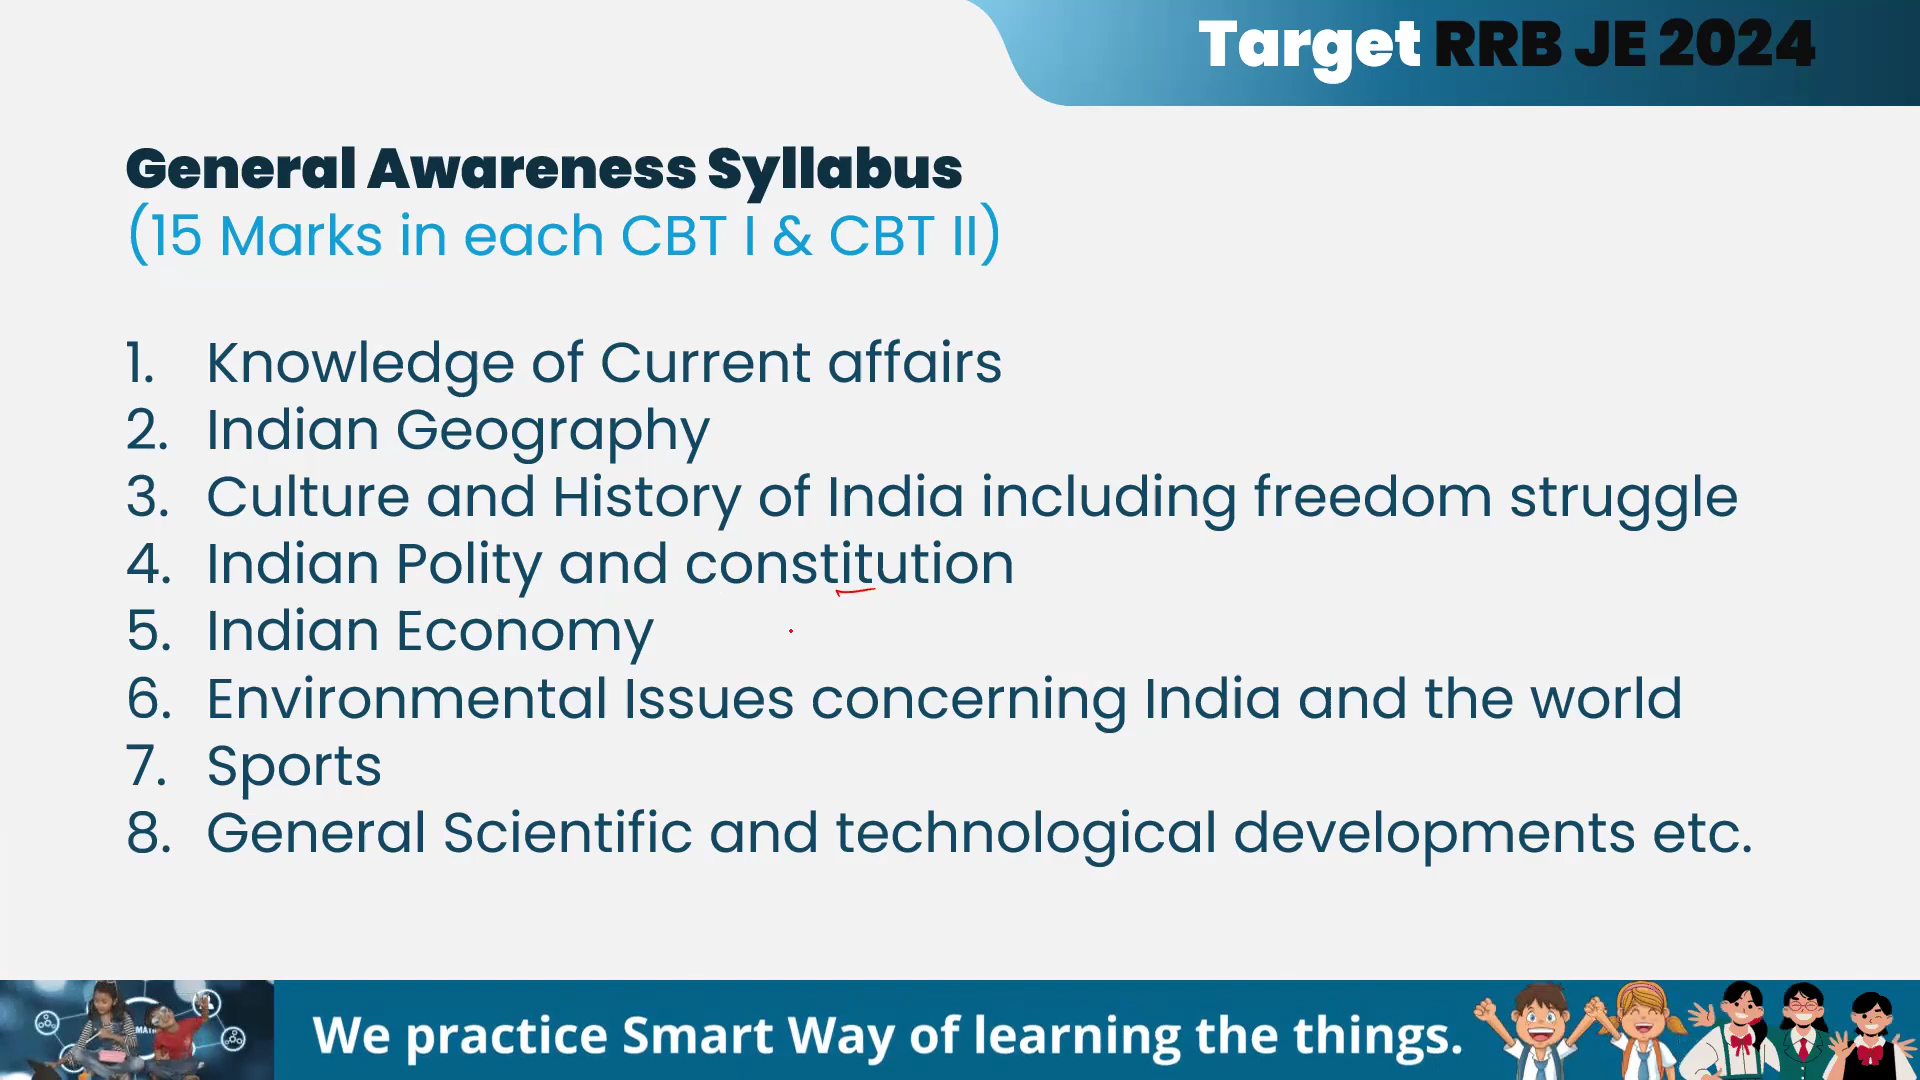 Target RRB JE 2024
General Awareness Syllabus
(15 Marks in each CBT I & CBT II)
1. Knowledge of Current affairs
2. Indian Geography
3. Culture and History of India including freedom struggle
4. Indian Polity and constitution
5. Indian Economy
6. Environmental Issues concerning India and the world
7. Sports
8. General Scientific and technological developments etc.
We practice Smart Way of learning the things.